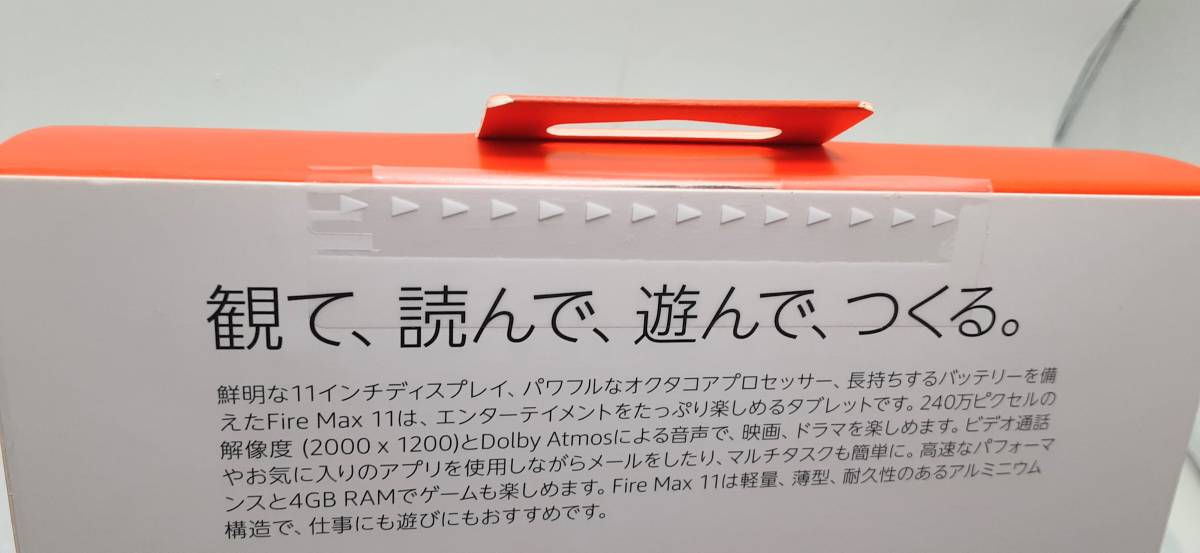 観て、読んで、遊んで、つくる。
鮮明な11インチディスプレイ、パワフルなオクタコアプロセッサー、長持ちするバッテリーを備
えたFire Max 11は、エンターテイメントをたっぷり楽しめるタブレットです。240万ピクセルの
解像度 (2000 x 1200)とDolby Atmosによる音声で、映画、ドラマを楽しめます。ビデオ通話
やお気に入りのアプリを使用しながらメールをしたり、マルチタスクも簡単に。高速なパフォーマ
ンスと4GB RAMでゲームも楽しめます。Fire Max 11は軽量、薄型、耐久性のあるアルミニウム
構造で、仕事にも遊びにもおすすめです。